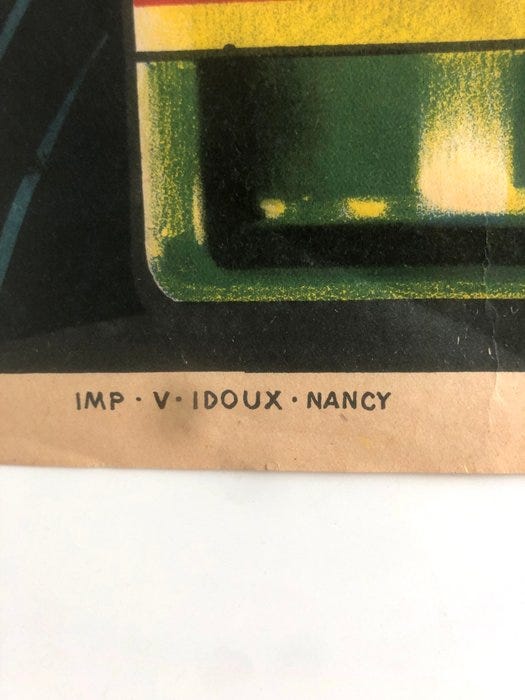 IMP · V · IDOUX · NANCY